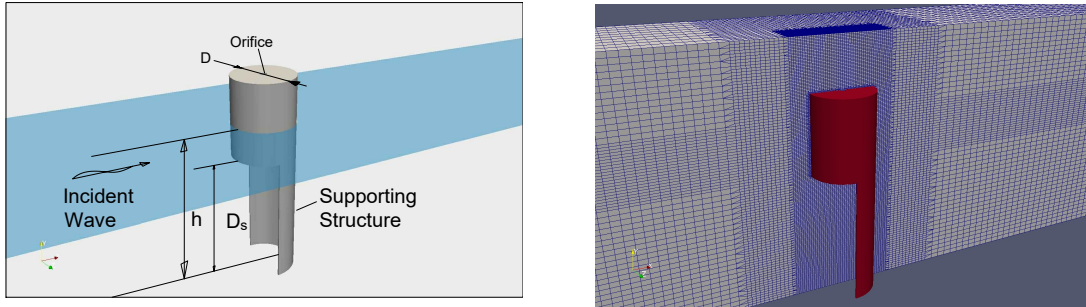 Orifice
D
Incident
Wave
h
Dₛ
Supporting
Structure